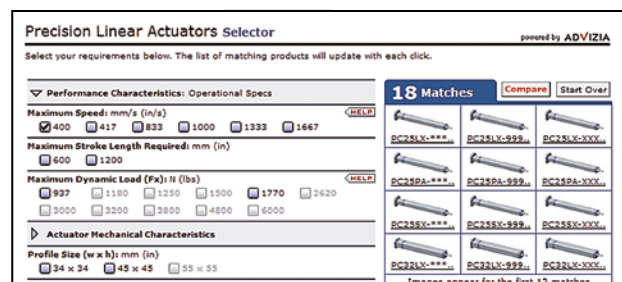 Precision Linear Actuators Selector
powered by ADVIZIA
Select your requirements below. The list of matching products will update with each click.
Performance Characteristics: Operational Specs
Maximum Speed: mm/s (in/s)
HELP
400 417 833 1000 1333 1667
Maximum Stroke Length Required: mm (in)
600 1200
Maximum Dynamic Load (Fx): N (lbs)
HELP
937 1180 1250 1500 1770 2620
3000 3200 3800 4800 6000
Actuator Mechanical Characteristics
Profile Size (w x h): mm (in)
34 x 34 45 x 45 55 x 55
18 Matches Compare Start Over
PC25LX-***.. PC25LX-999.. PC25LX-XXX..
PC25PA-***.. PC25PA-999.. PC25PA-XXX..
PC25SX-***.. PC25SX-999.. PC25SX-XXX..
PC32LX-***.. PC32LX-999.. PC32LX-XXX..
Images appear for the first 12 matches